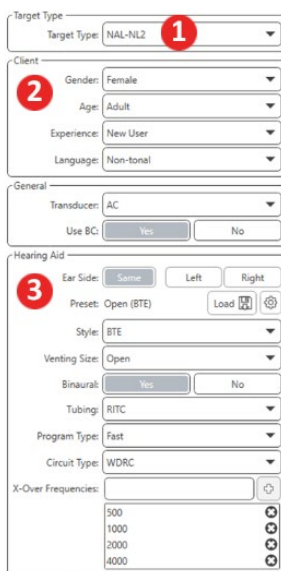 Target Type
Target Type: NAL-NL2 1
Client
2
Gender: Female
Age: Adult
Experience: New User
Language: Non-tonal
General
Transducer: AC
Use BC: Yes No
Hearing Aid
3
Ear Side: Same Left Right
Preset: Open (BTE) Load
Style: BTE
Venting Size: Open
Binaural: Yes No
Tubing: RITC
Program Type: Fast
Circuit Type: WDRC
X-Over Frequencies:
500
1000
2000
4000